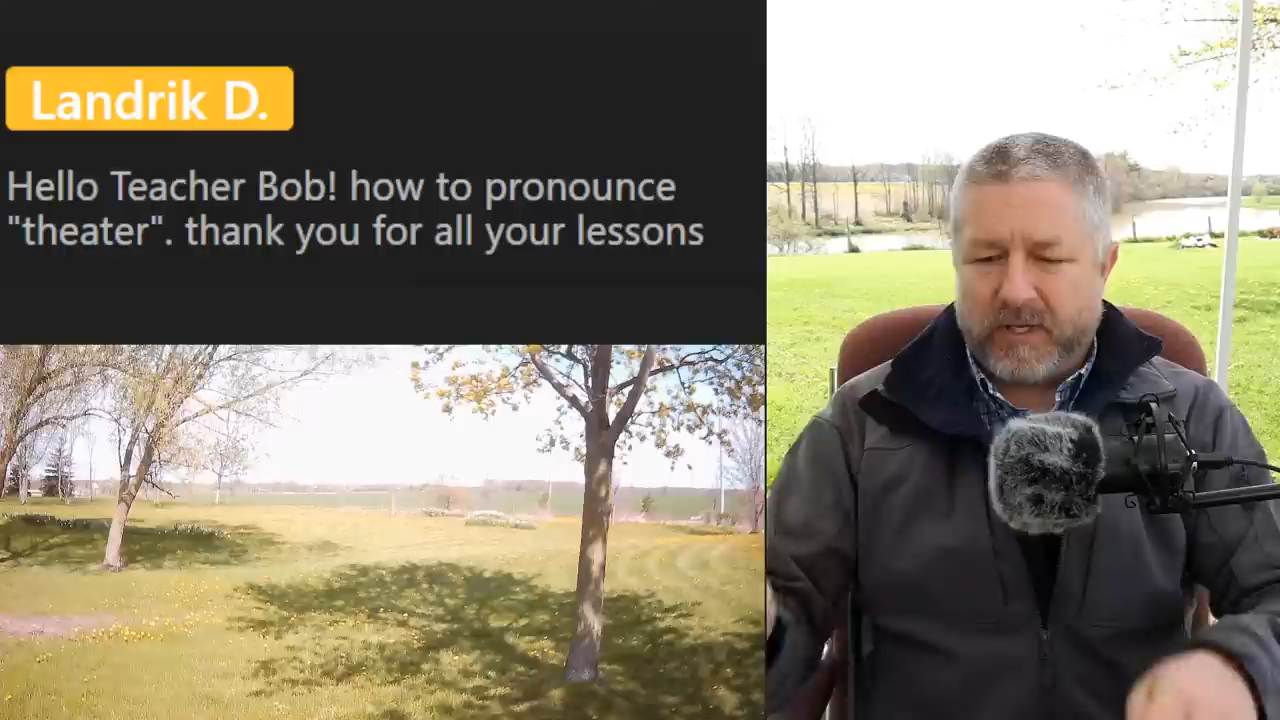 Landrik D.
Hello Teacher Bob! how to pronounce
"theater". thank you for all your lessons